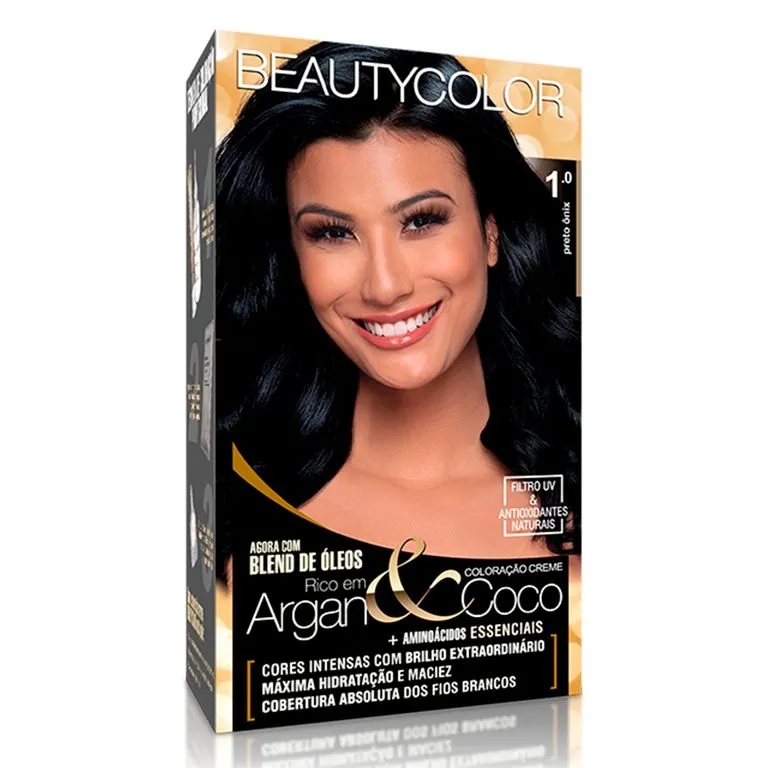 BEAUTYCOLOR
1.0
preto ônix
FILTRO UV
&
ANTIOXIDANTES
NATURAIS
AGORA COM
BLEND DE ÓLEOS
Rico em
COLORAÇÃO CREME
Argan & Coco
+ AMINOÁCIDOS ESSENCIAIS
CORES INTENSAS COM BRILHO EXTRAORDINÁRIO
MÁXIMA HIDRATAÇÃO E MACIEZ
COBERTURA ABSOLUTA DOS FIOS BRANCOS